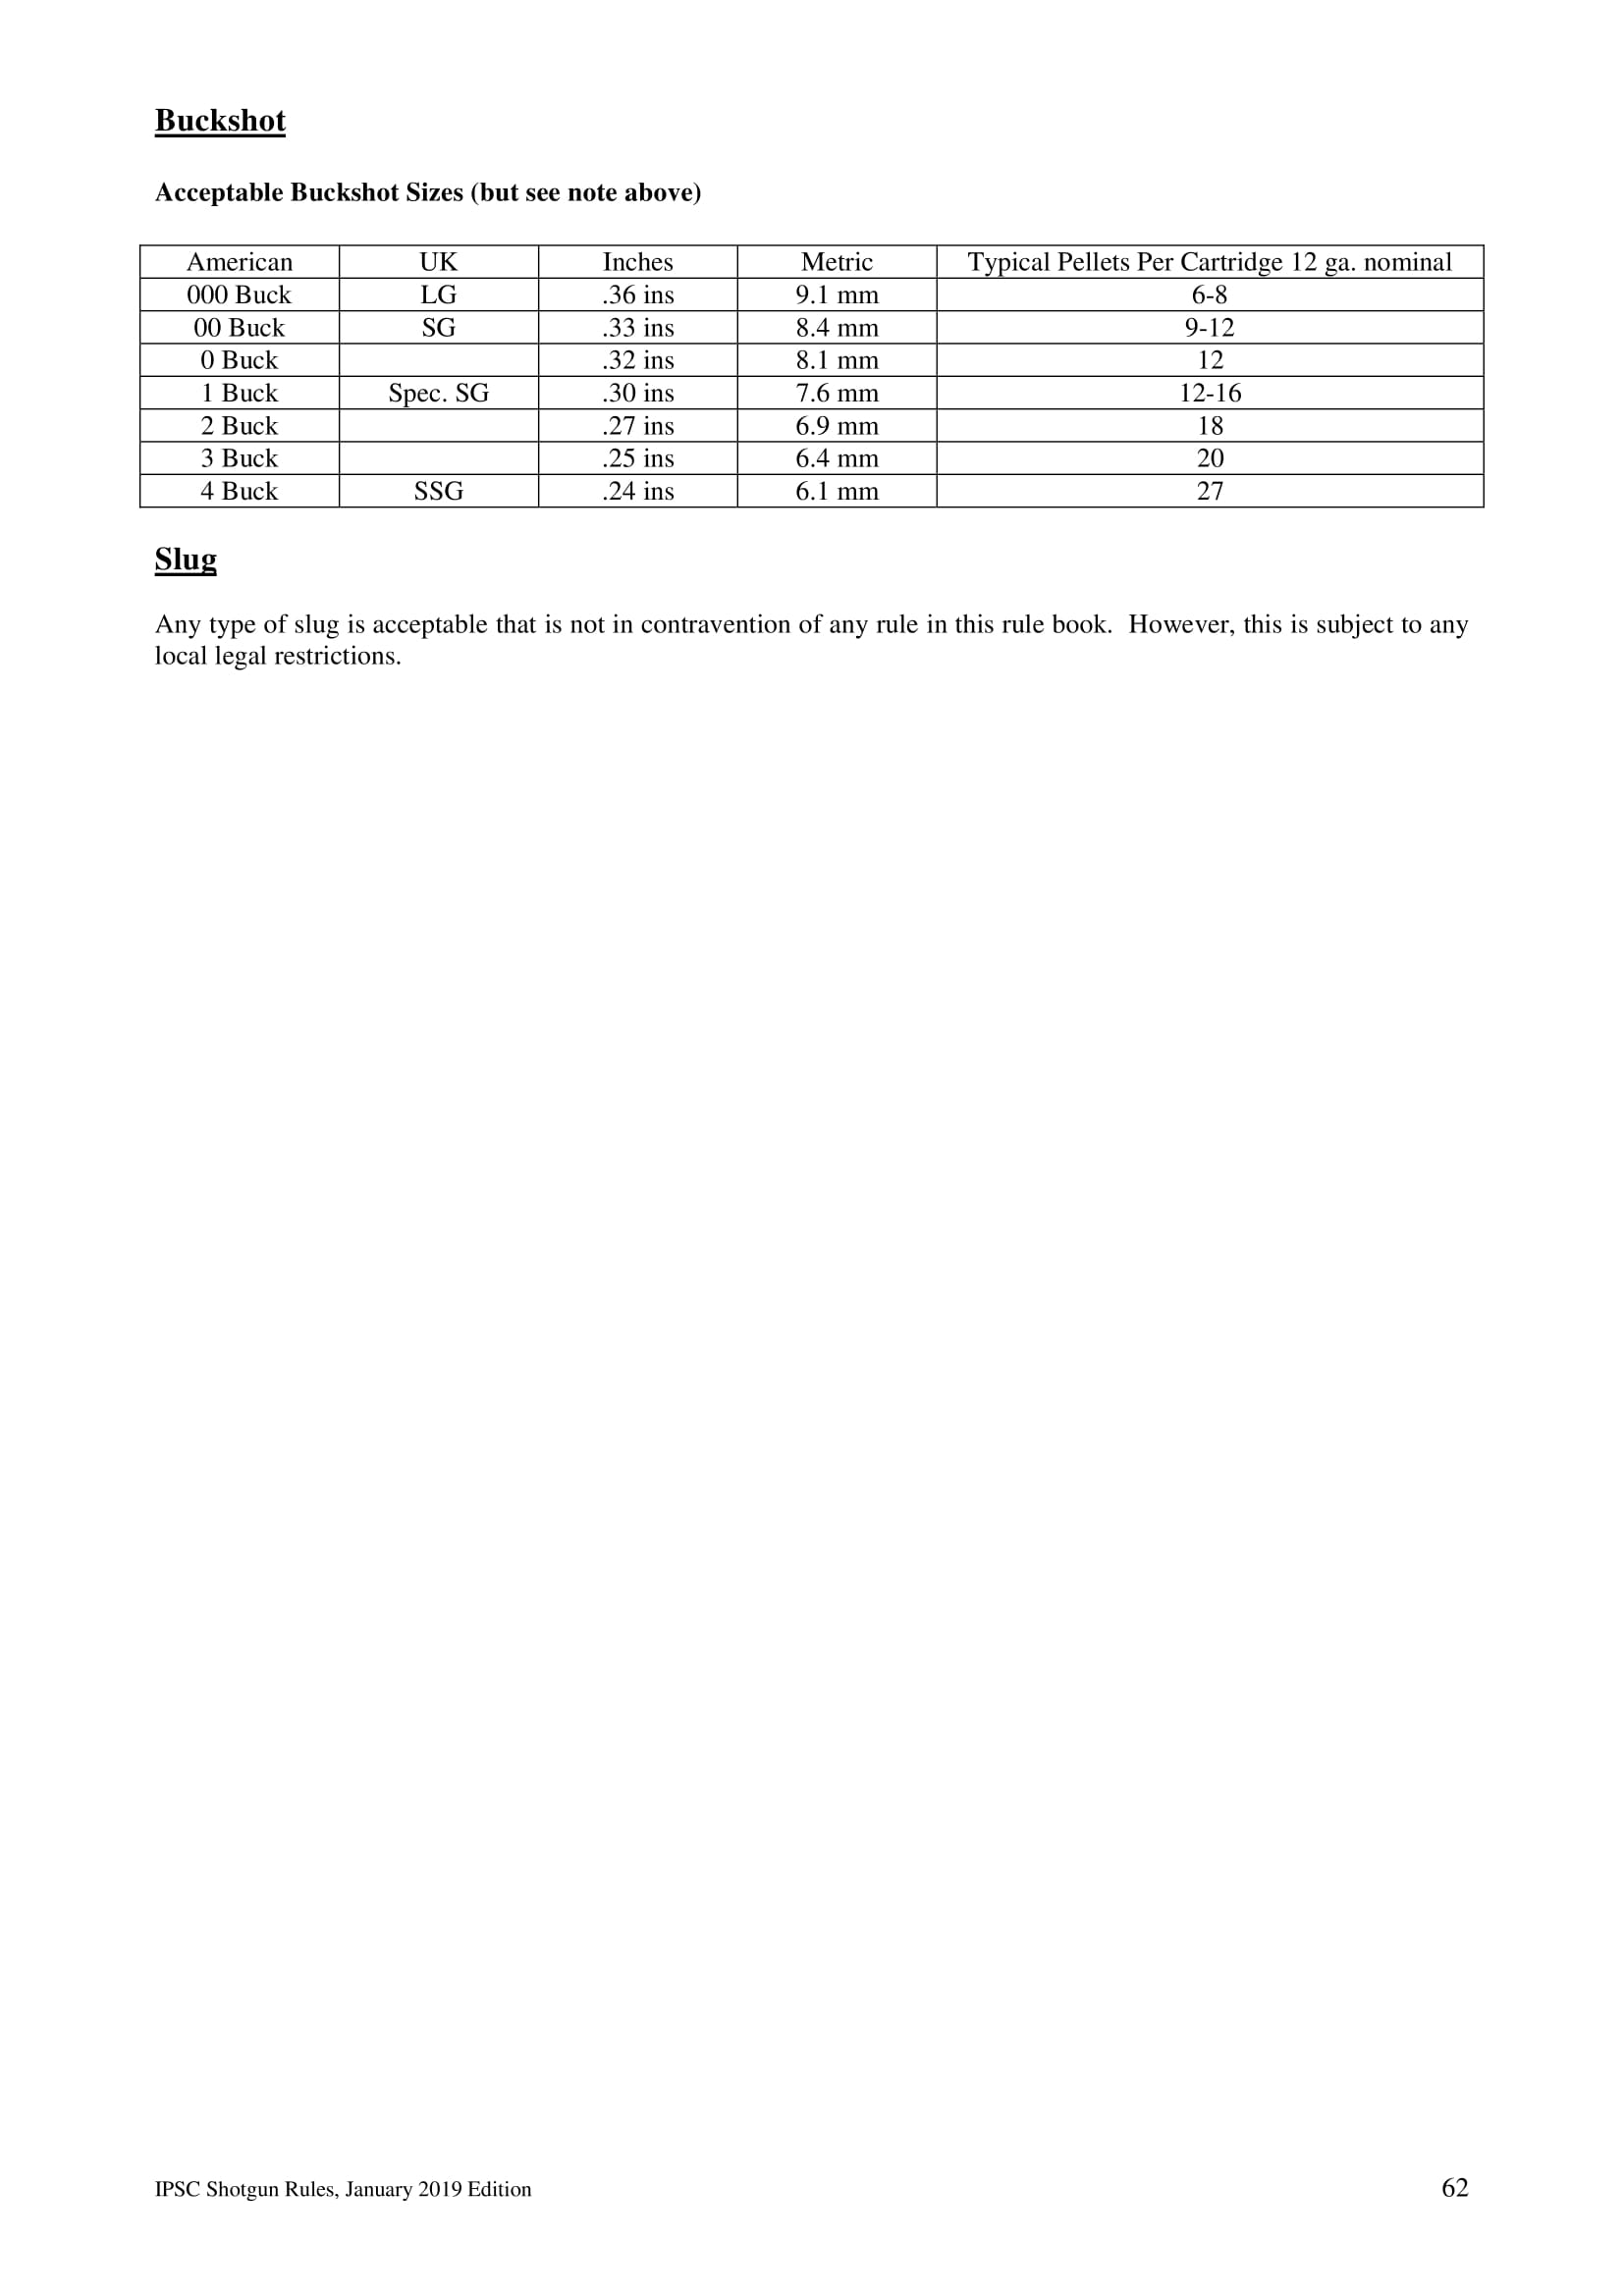 Buckshot
Acceptable Buckshot Sizes (but see note above)
American UK Inches Metric Typical Pellets Per Cartridge 12 ga. nominal
000 Buck LG .36 ins 9.1 mm 6-8
00 Buck SG .33 ins 8.4 mm 9-12
0 Buck .32 ins 8.1 mm 12
1 Buck Spec. SG .30 ins 7.6 mm 12-16
2 Buck .27 ins 6.9 mm 18
3 Buck .25 ins 6.4 mm 20
4 Buck SSG .24 ins 6.1 mm 27
Slug
Any type of slug is acceptable that is not in contravention of any rule in this rule book.  However, this is subject to any
local legal restrictions.
IPSC Shotgun Rules, January 2019 Edition 62